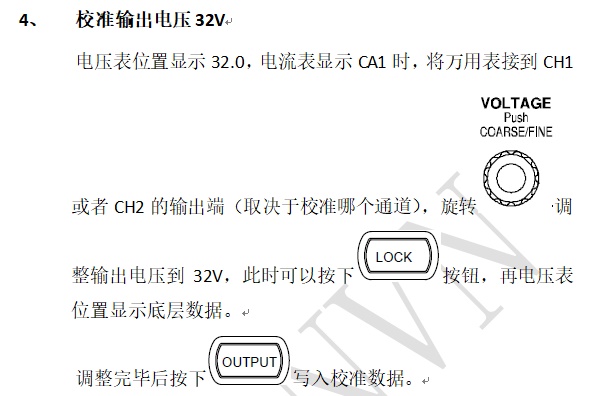 4、 校准输出电压 32V
电压表位置显示 32.0，电流表显示 CA1 时，将万用表接到 CH1
VOLTAGE
Push
COARSE/FINE
或者 CH2 的输出端（取决于校准哪个通道），旋转 调
整输出电压到 32V，此时可以按下 LOCK 按钮，再电压表
位置显示底层数据。
调整完毕后按下 OUTPUT 写入校准数据。